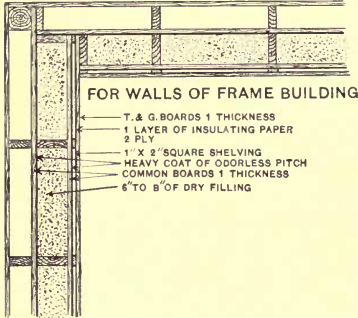 FOR WALLS OF FRAME BUILDING
T. & G. BOARDS 1 THICKNESS
1 LAYER OF INSULATING PAPER
2 PLY
1" X 2" SQUARE SHELVING
HEAVY COAT OF ODORLESS PITCH
COMMON BOARDS 1 THICKNESS
6" TO 8" OF DRY FILLING